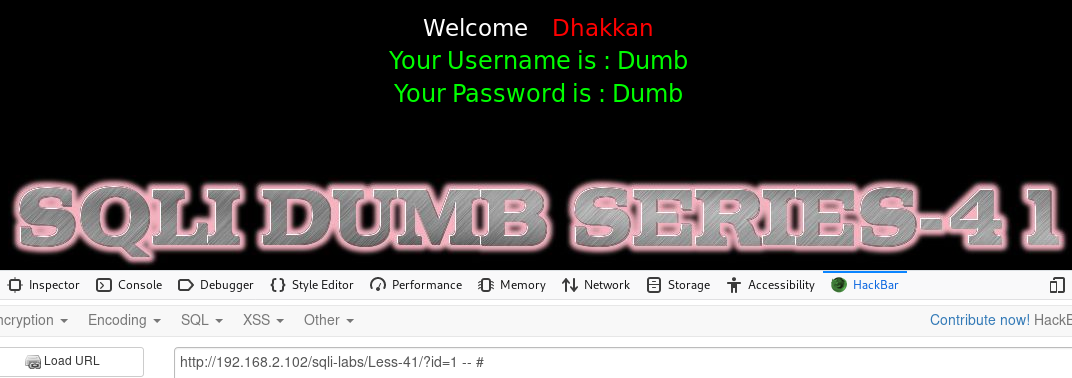 Welcome Dhakkan
Your Username is : Dumb
Your Password is : Dumb
SQLI DUMB SERIES-41
Inspector Console Debugger Style Editor Performance Memory Network Storage Accessibility HackBar
ncryption Encoding SQL XSS Other Contribute now! HackB
Load URL http://192.168.2.102/sqli-labs/Less-41/?id=1 -- #